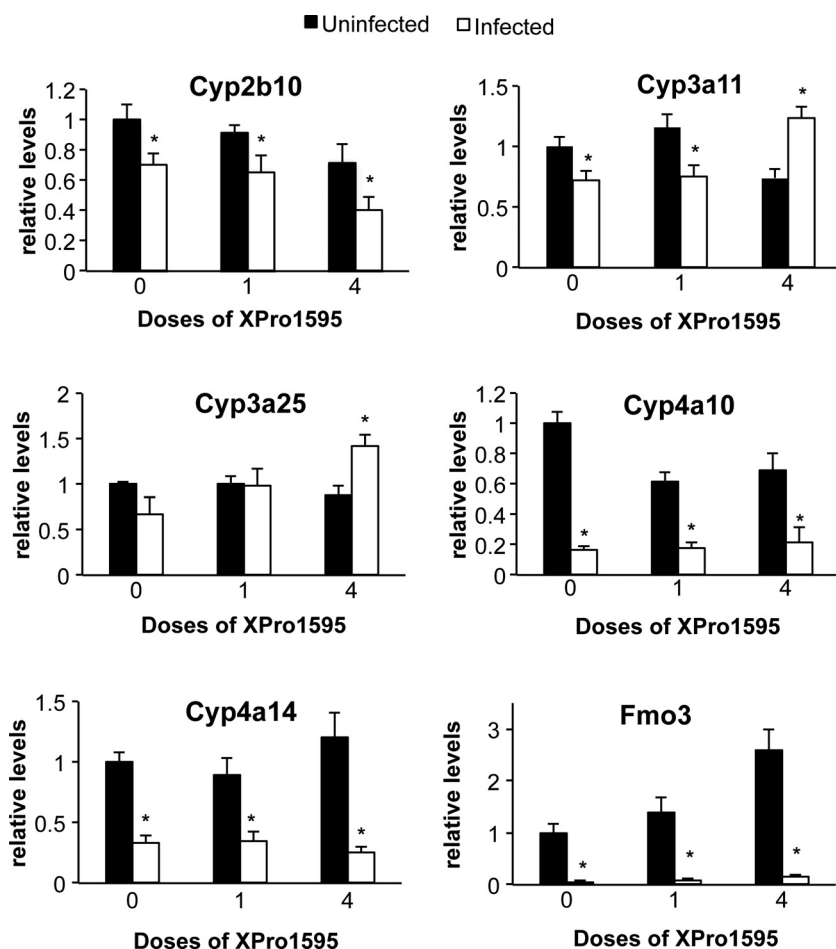 Uninfected Infected
Cyp2b10
relative levels
1.2
1
0.8
0.6
0.4
0.2
0
* * *
0 1 4
Doses of XPro1595
Cyp3a11
relative levels
1.5
1
0.5
0
* * *
0 1 4
Doses of XPro1595
Cyp3a25
relative levels
2
1.5
1
0.5
0
*
0 1 4
Doses of XPro1595
Cyp4a10
relative levels
1.2
1
0.8
0.6
0.4
0.2
0
* * *
0 1 4
Doses of XPro1595
Cyp4a14
relative levels
1.5
1
0.5
0
* * *
0 1 4
Doses of XPro1595
Fmo3
relative levels
3
2
1
0
* * *
0 1 4
Doses of XPro1595